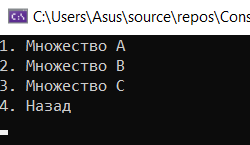 C:\Users\Asus\source\repos\Cons
1. Множество A
2. Множество B
3. Множество C
4. Назад